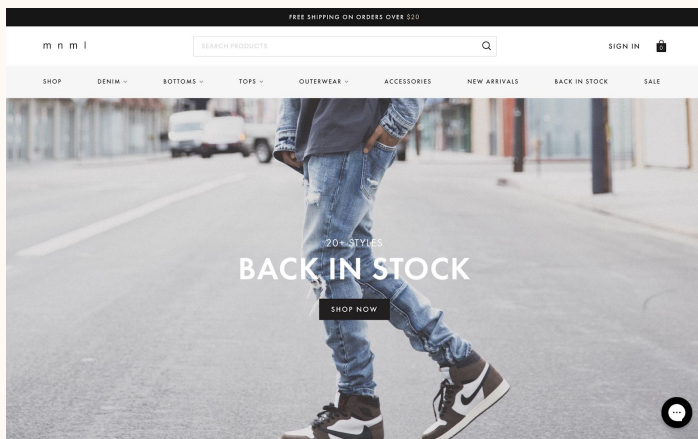 FREE SHIPPING ON ORDERS OVER $20
mnml
SEARCH PRODUCTS
SIGN IN
0
SHOP
DENIM
BOTTOMS
TOPS
OUTERWEAR
ACCESSORIES
NEW ARRIVALS
BACK IN STOCK
SALE
20+ STYLES
BACK IN STOCK
SHOP NOW